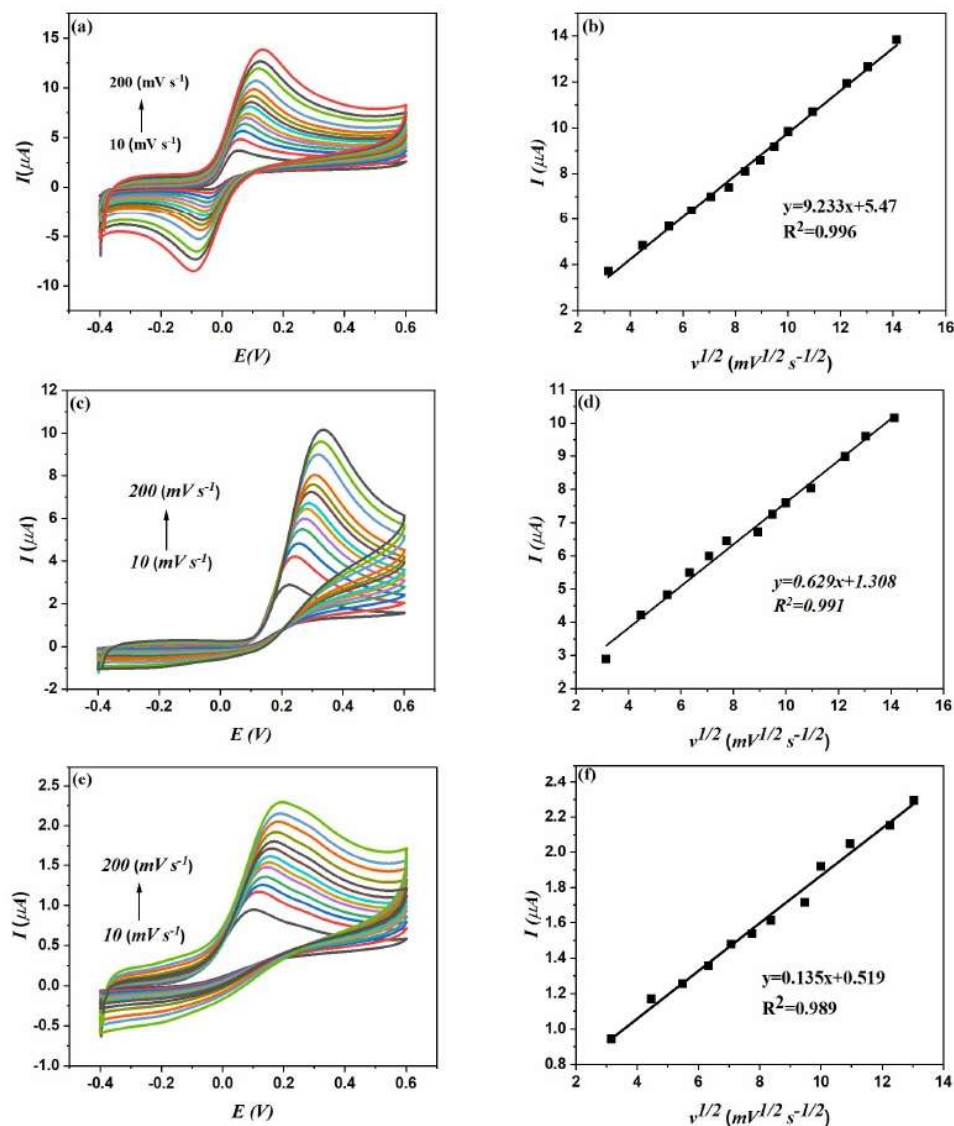 (a)
200 (mV s⁻¹)
10 (mV s⁻¹)
I(μA)
15
10
5
0
-5
-10
-0.4 -0.2 0.0 0.2 0.4 0.6
E(V)
(b)
I (μA)
14
12
10
8
6
4
2
y=9.233x+5.47
R²=0.996
2 4 6 8 10 12 14 16
v^1/2 (mV^1/2 s^-1/2)
(c)
200 (mV s⁻¹)
10 (mV s⁻¹)
I (μA)
12
10
8
6
4
2
0
-2
-0.4 -0.2 0.0 0.2 0.4 0.6
E (V)
(d)
I (μA)
11
10
9
8
7
6
5
4
3
2
y=0.629x+1.308
R²=0.991
2 4 6 8 10 12 14 16
v^1/2 (mV^1/2 s^-1/2)
(e)
200 (mV s⁻¹)
10 (mV s⁻¹)
I (μA)
2.5
2.0
1.5
1.0
0.5
0.0
-0.5
-1.0
-0.4 -0.2 0.0 0.2 0.4 0.6
E (V)
(f)
I (μA)
2.4
2.2
2.0
1.8
1.6
1.4
1.2
1.0
0.8
y=0.135x+0.519
R²=0.989
2 4 6 8 10 12 14
v^1/2 (mV^1/2 s^-1/2)